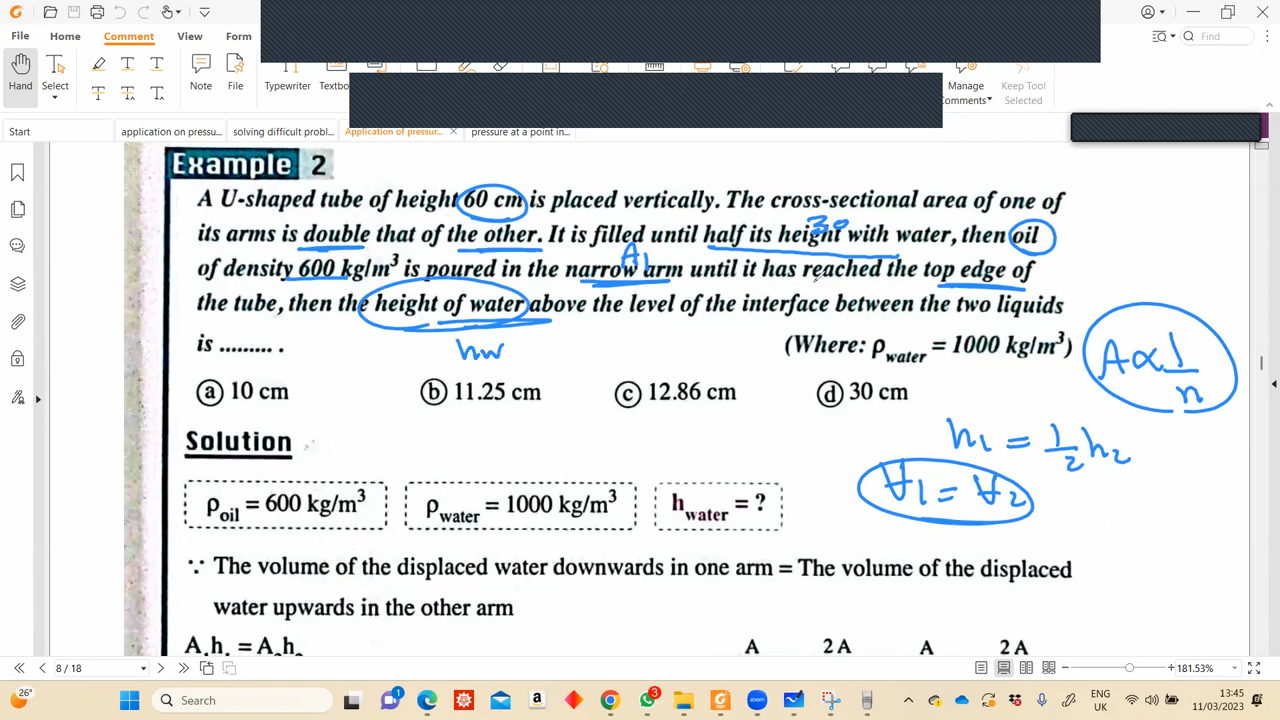 File Home Comment View Form
Find
Hand Select
Note File
Typewriter
Manage Comments
Keep Tool Selected
Start
application on pressu...
solving difficult probl...
Application of pressur...
pressure at a point in...
Example 2
A U-shaped tube of height 60 cm is placed vertically. The cross-sectional area of one of
30
its arms is double that of the other. It is filled until half its height with water, then oil
A1
of density 600 kg/m³ is poured in the narrow arm until it has reached the top edge of
the tube, then the height of water above the level of the interface between the two liquids
is ......... . (Where: ρwater = 1000 kg/m³)
hw
A ∝ 1/n
ⓐ 10 cm ⓑ 11.25 cm ⓒ 12.86 cm ⓓ 30 cm
Solution
h1 = 1/2 h2
V1 = V2
ρoil = 600 kg/m³ ρwater = 1000 kg/m³ hwater = ?
∵ The volume of the displaced water downwards in one arm = The volume of the displaced
water upwards in the other arm
A 2 A A 2 A
8 / 18
181.53%
26°
Search
1
3
ENG
UK
13:45
11/03/2023